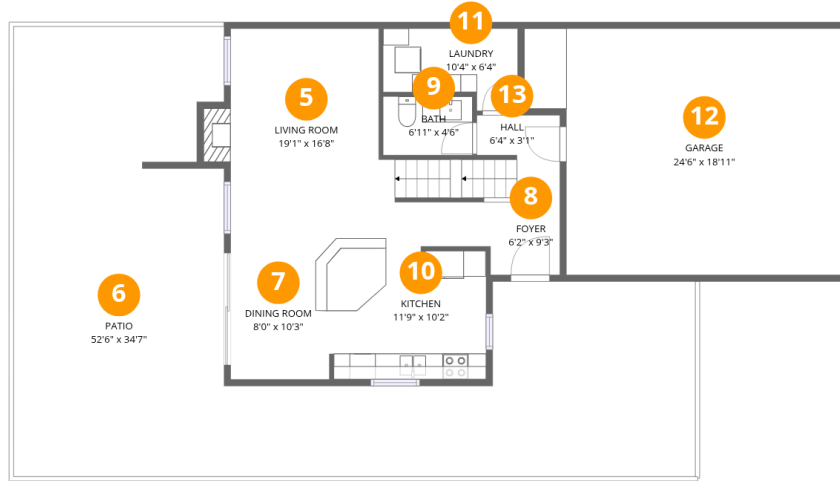 11
LAUNDRY
10'4" x 6'4"
5
LIVING ROOM
19'1" x 16'8"
9
BATH
6'11" x 4'6"
13
HALL
6'4" x 3'1"
12
GARAGE
24'6" x 18'11"
8
FOYER
6'2" x 9'3"
6
PATIO
52'6" x 34'7"
7
DINING ROOM
8'0" x 10'3"
10
KITCHEN
11'9" x 10'2"